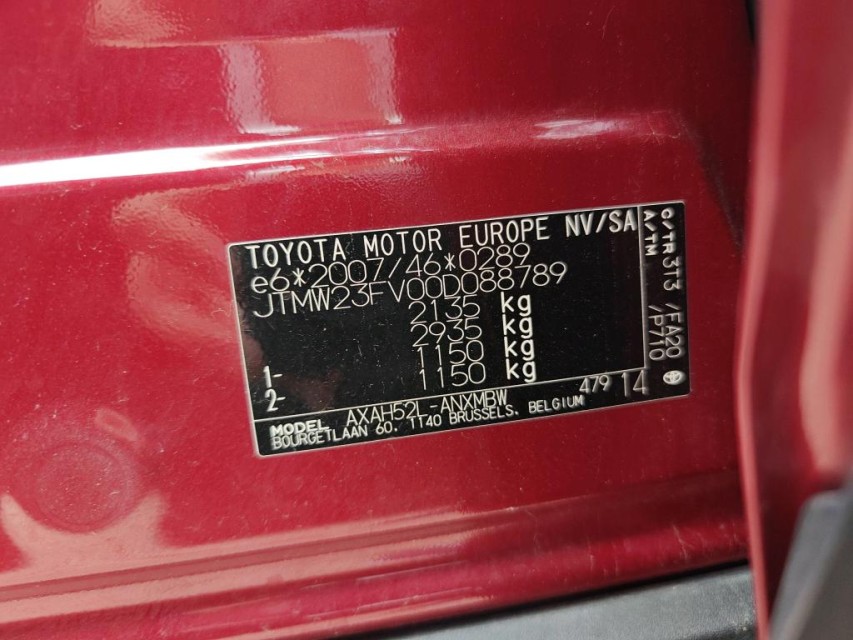 TOYOTA MOTOR EUROPE NV/SA
e6*2007/46*0289
JTMW23FV00D088789
2135 kg
2935 kg
1- 1150 kg
2- 1150 kg
479 14
MODEL AXAH52L-ANXMBW
BOURGETLAAN 60, 1140 BRUSSELS, BELGIUM
C/TR 3T3 /FA20
A/TM /P710